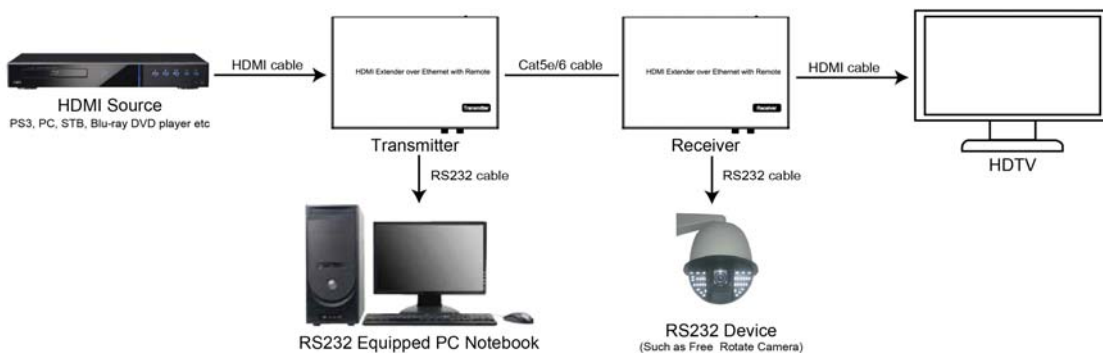 HDMI cable
HDMI Extender over Ethernet with Remote
Transmitter
Cat5e/6 cable
HDMI Extender over Ethernet with Remote
Receiver
HDMI cable
HDMI Source
PS3, PC, STB, Blu-ray DVD player etc
Transmitter
Receiver
HDTV
RS232 cable
RS232 cable
RS232 Equipped PC Notebook
RS232 Device
(Such as Free Rotate Camera)